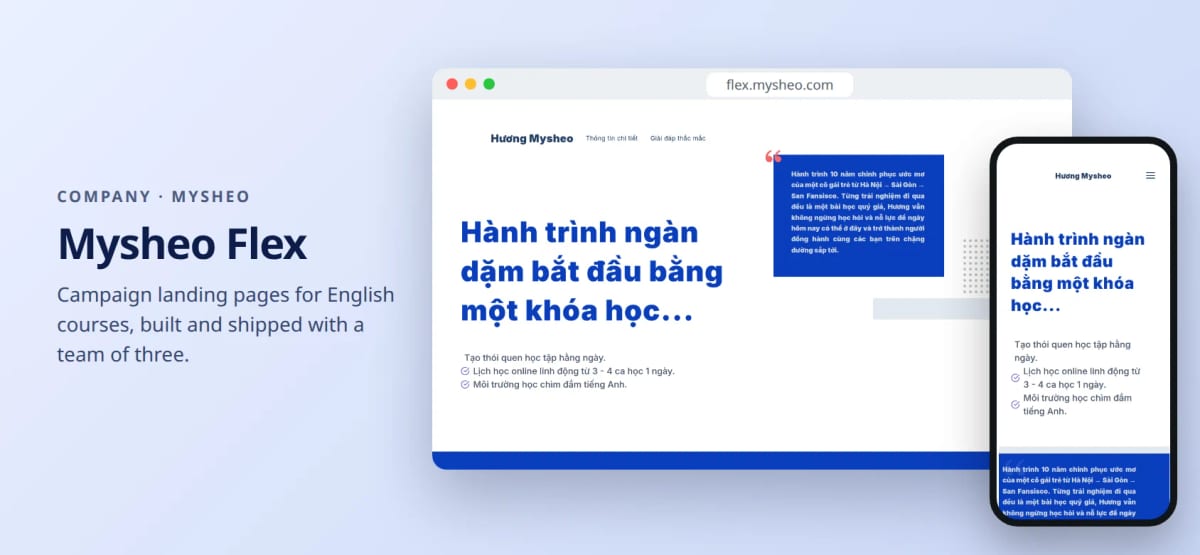 COMPANY · MYSHEO
Mysheo Flex
Campaign landing pages for English
courses, built and shipped with a
team of three.
flex.mysheo.com
Hương Mysheo Thông tin chi tiết Giải đáp thắc mắc
Hành trình ngàn
dặm bắt đầu bằng
một khóa học...
Tạo thói quen học tập hằng ngày.
Lịch học online linh động từ 3 - 4 ca học 1 ngày.
Môi trường học chìm đắm tiếng Anh.
“
Hành trình 10 năm chinh phục ước mơ
của một cô gái trẻ từ Hà Nội → Sài Gòn →
San Fansisco. Từng trải nghiệm đi qua
đều là một bài học quý giá, Hương vẫn
không ngừng học hỏi và nỗ lực để ngày
hôm nay có thể ở đây và trở thành người
đồng hành cùng các bạn trên chặng
đường sắp tới.
Hương Mysheo
Hành trình ngàn
dặm bắt đầu
bằng một khóa
học...
Tạo thói quen học tập hằng
ngày.
Lịch học online linh động từ
3 - 4 ca học 1 ngày.
Môi trường học chìm đắm
tiếng Anh.
Hành trình 10 năm chinh phục ước mơ
của một cô gái trẻ từ Hà Nội → Sài Gòn →
San Fansisco. Từng trải nghiệm đi qua
đều là một bài học quý giá, Hương vẫn
không ngừng học hỏi và nỗ lực để ngày